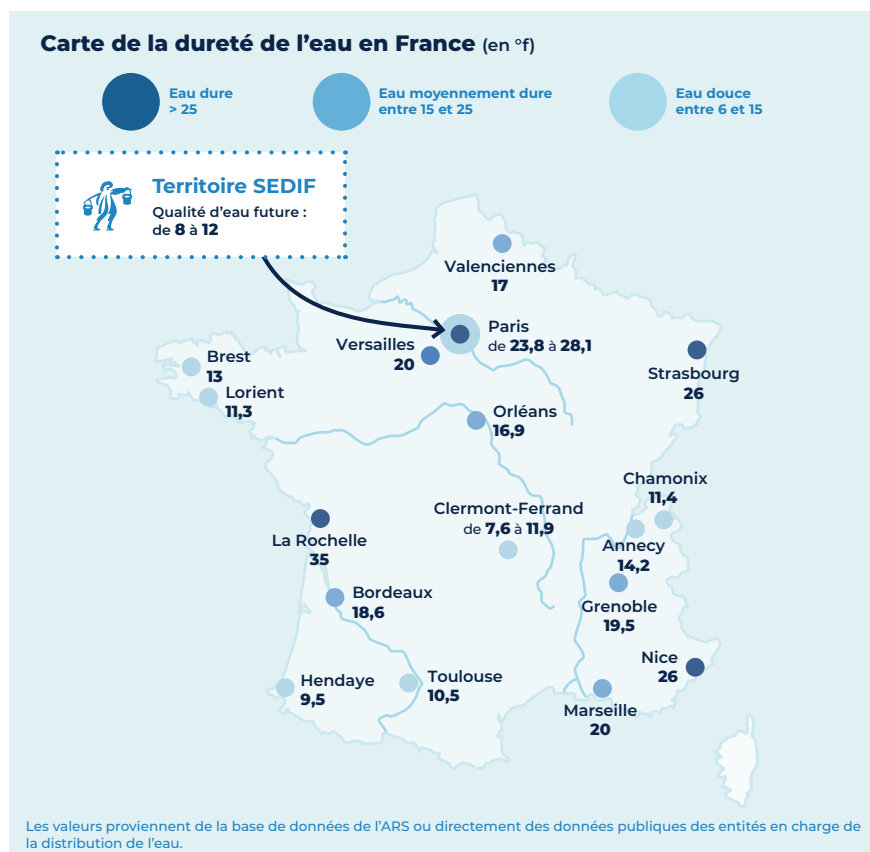 Carte de la dureté de l’eau en France (en °f)
Eau dure
> 25
Eau moyennement dure
entre 15 et 25
Eau douce
entre 6 et 15
Territoire SEDIF
Qualité d’eau future :
de 8 à 12
Valenciennes
17
Paris
de 23,8 à 28,1
Versailles
20
Strasbourg
26
Brest
13
Lorient
11,3
Orléans
16,9
Chamonix
11,4
Clermont-Ferrand
de 7,6 à 11,9
La Rochelle
35
Annecy
14,2
Bordeaux
18,6
Grenoble
19,5
Nice
26
Hendaye
9,5
Toulouse
10,5
Marseille
20
Les valeurs proviennent de la base de données de l’ARS ou directement des données publiques des entités en charge de
la distribution de l’eau.